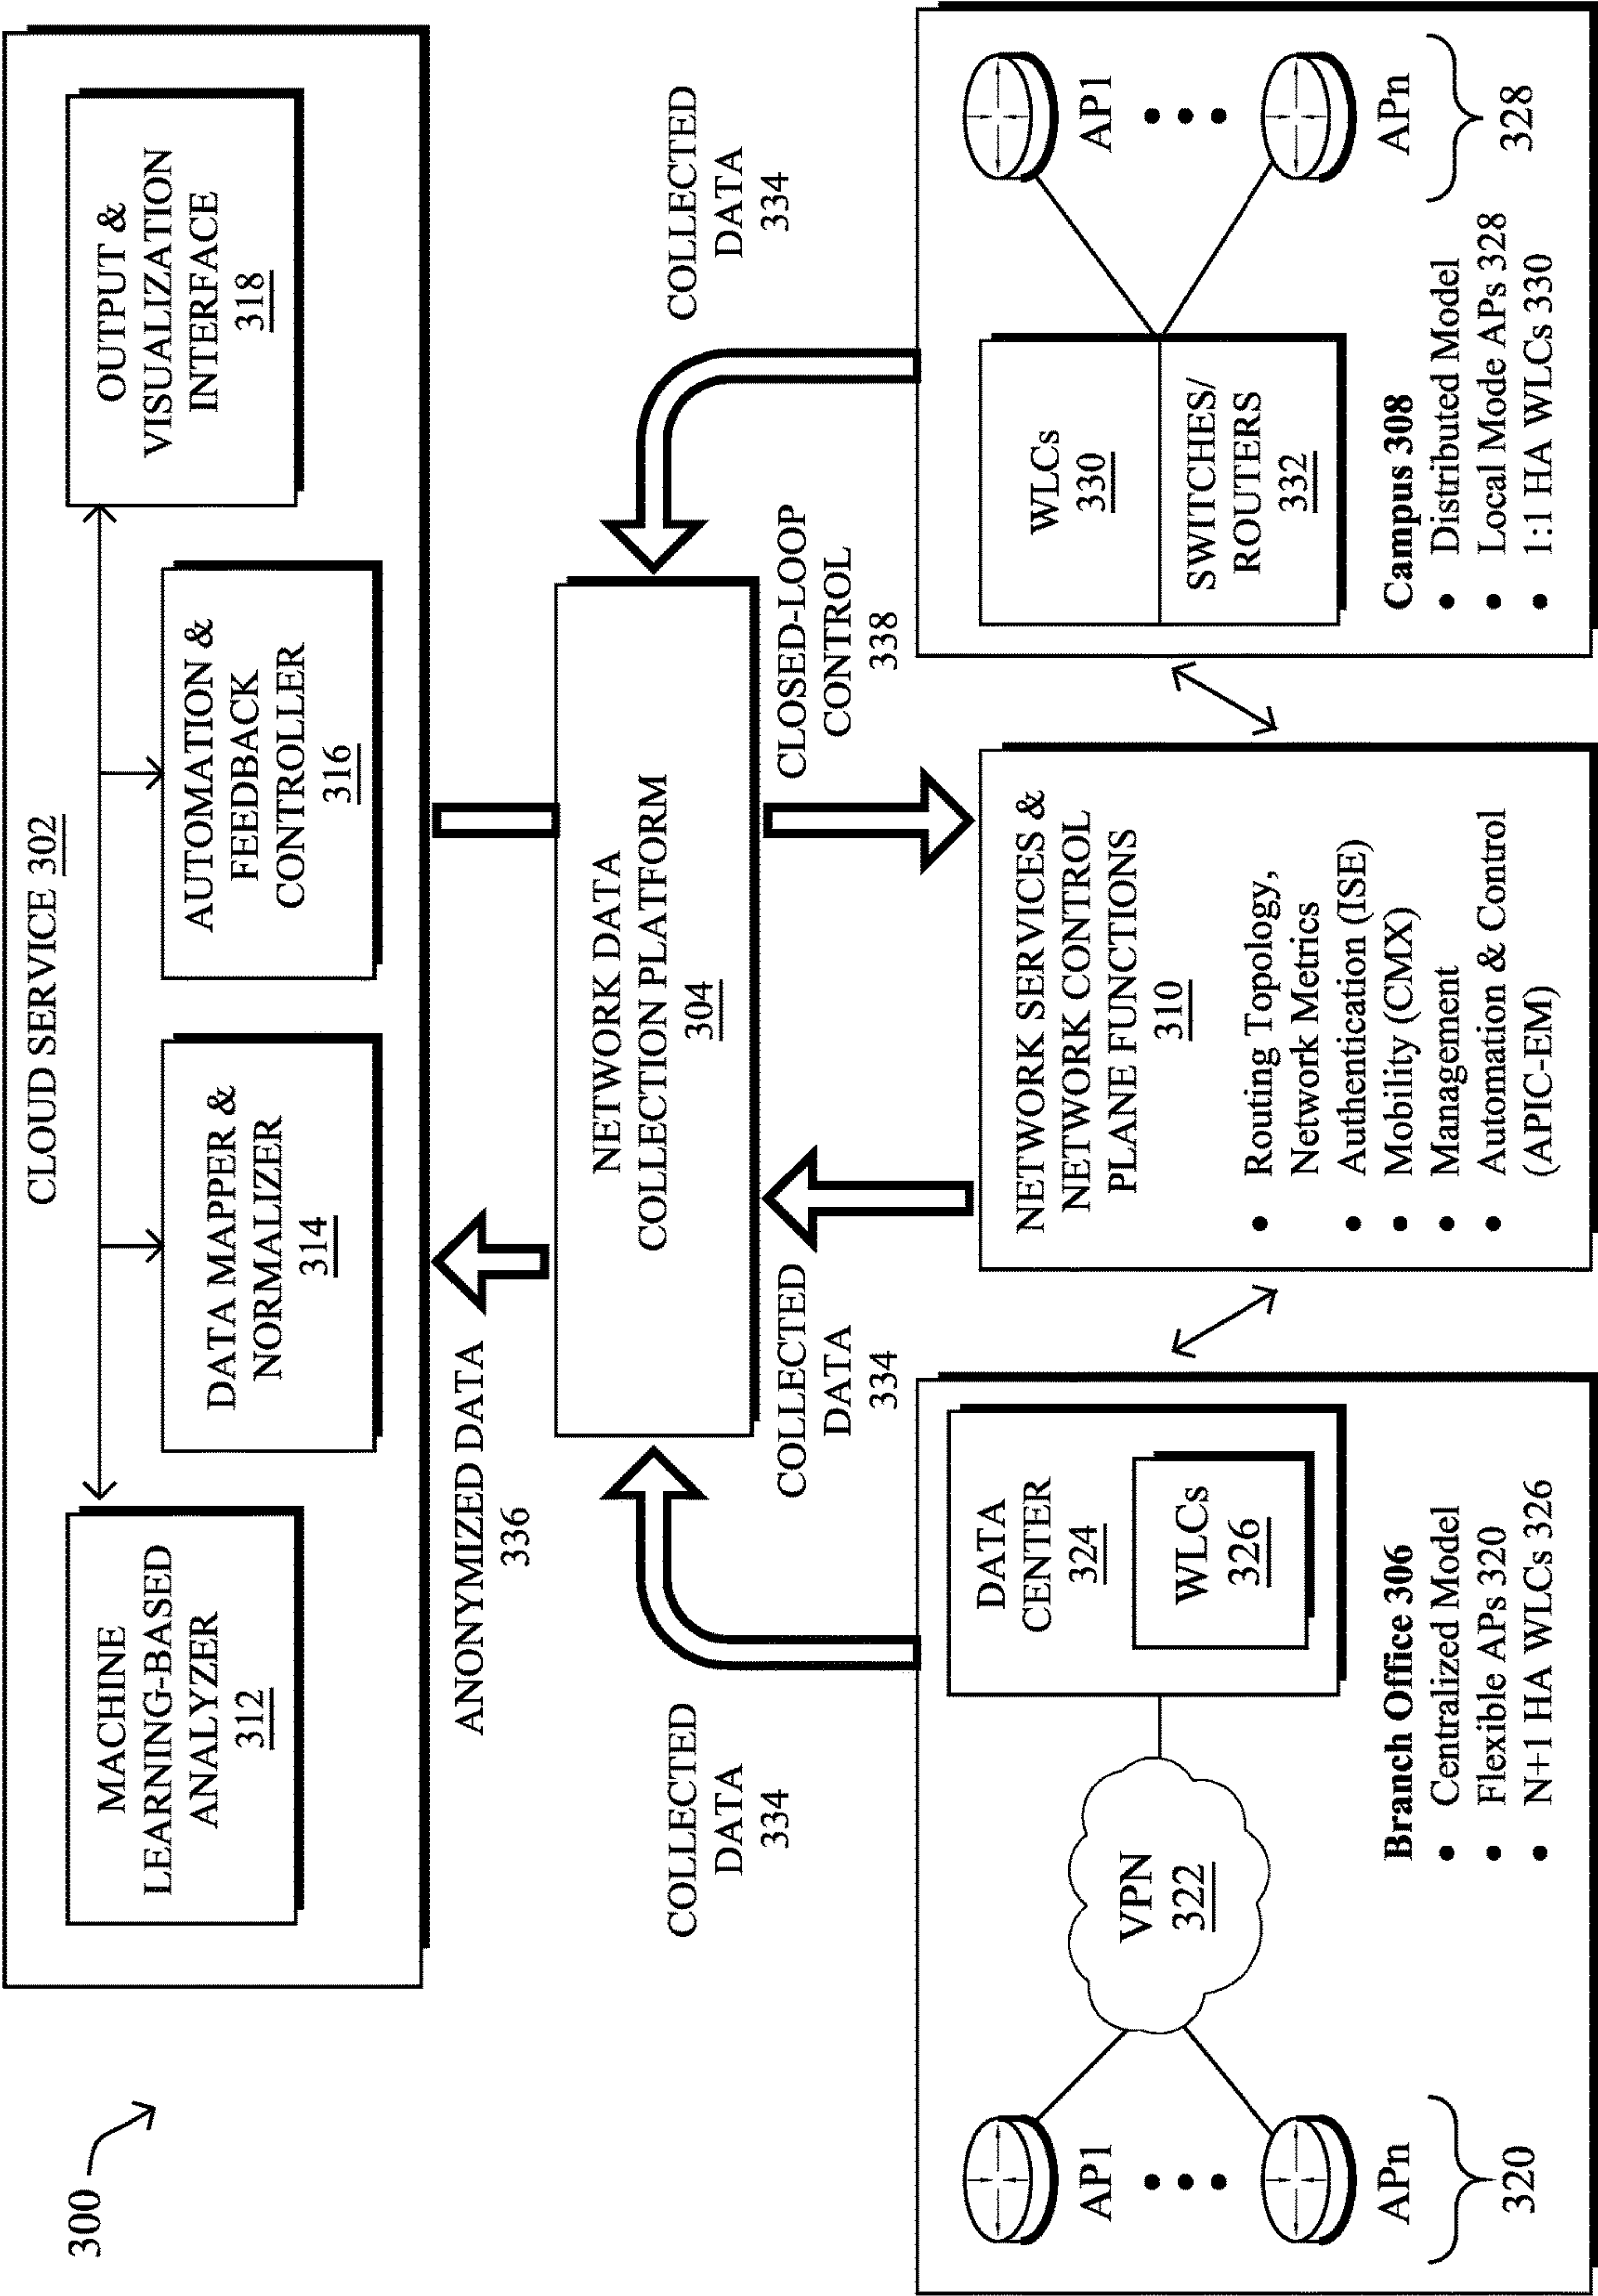 300
CLOUD SERVICE 302
MACHINE
LEARNING-BASED
ANALYZER
312
DATA MAPPER &
NORMALIZER
314
AUTOMATION &
FEEDBACK
CONTROLLER
316
OUTPUT &
VISUALIZATION
INTERFACE
318
ANONYMIZED DATA
336
NETWORK DATA
COLLECTION PLATFORM
304
COLLECTED
DATA
334
COLLECTED
DATA
334
COLLECTED
DATA
334
CLOSED-LOOP
CONTROL
338
AP1
APn
320
VPN
322
DATA
CENTER
324
WLCs
326
Branch Office 306
• Centralized Model
• Flexible APs 320
• N+1 HA WLCs 326
NETWORK SERVICES &
NETWORK CONTROL
PLANE FUNCTIONS
310
• Routing Topology,
Network Metrics
• Authentication (ISE)
• Mobility (CMX)
• Management
• Automation & Control
(APIC-EM)
WLCs
330
SWITCHES/
ROUTERS
332
AP1
APn
328
Campus 308
• Distributed Model
• Local Mode APs 328
• 1:1 HA WLCs 330